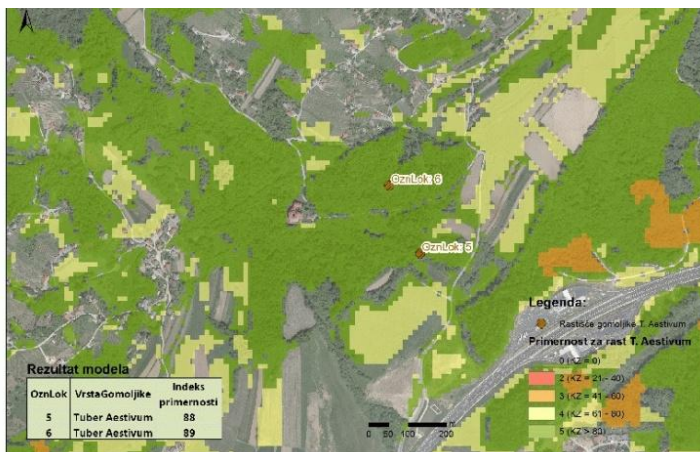 OznLok: 6
OznLok: 5
Legenda:
Rastišče gomoljike T. Aestivum
Primernost za rast T. Aestivum
0 (KZ = 0)
2 (KZ = 21 - 40)
3 (KZ = 41 - 60)
4 (KZ = 61 - 80)
5 (KZ > 80)
Rezultat modela
OznLok VrstaGomoljike Indeks primernosti
5 Tuber Aestivum 88
6 Tuber Aestivum 89
0 50 100 200